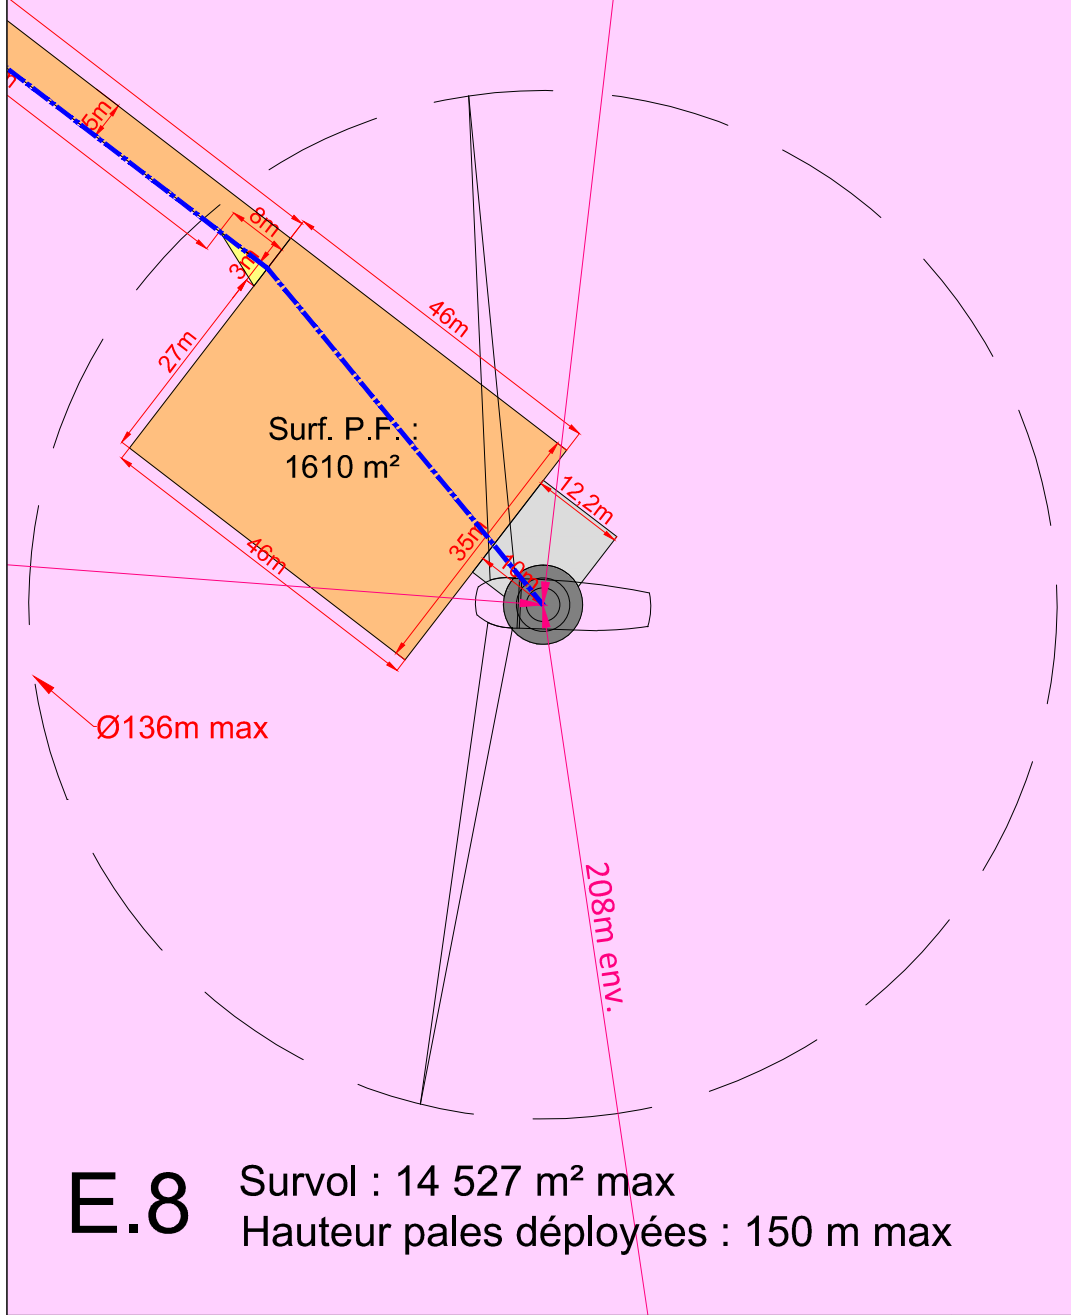 5m
8m
3m
46m
27m
Surf. P.F. :
1610 m²
12,2m
35m
10m
46m
Ø136m max
208m env.
E.8
Survol : 14 527 m² max
Hauteur pales déployées : 150 m max